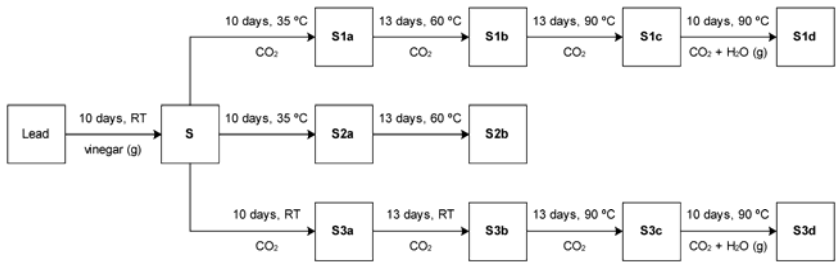 10 days, 35 ºC
13 days, 60 ºC
13 days, 90 ºC
10 days, 90 ºC
S1a
S1b
S1c
S1d
CO₂
CO₂
CO₂
CO₂ + H₂O (g)
Lead
10 days, RT
vinegar (g)
S
10 days, 35 ºC
S2a
13 days, 60 ºC
S2b
10 days, RT
13 days, RT
13 days, 90 ºC
10 days, 90 ºC
S3a
S3b
S3c
S3d
CO₂
CO₂
CO₂
CO₂ + H₂O (g)